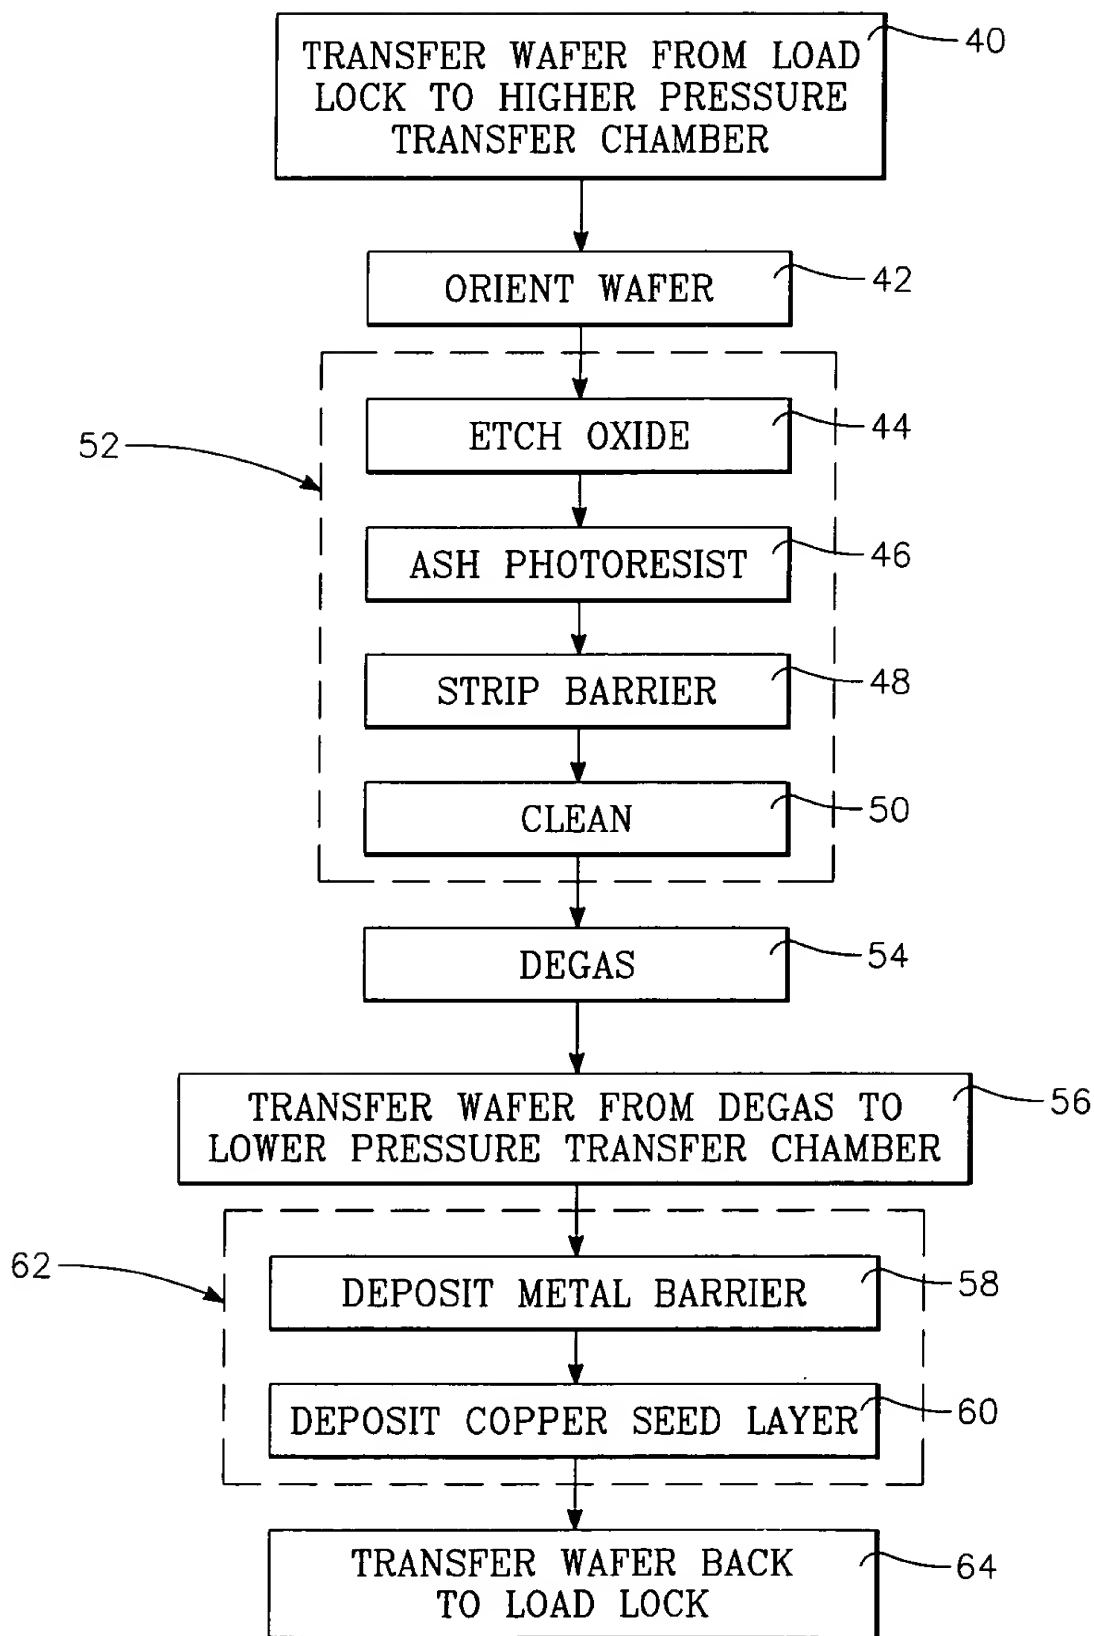 TRANSFER WAFER FROM LOAD
LOCK TO HIGHER PRESSURE
TRANSFER CHAMBER
40
ORIENT WAFER
42
52
ETCH OXIDE
44
ASH PHOTORESIST
46
STRIP BARRIER
48
CLEAN
50
DEGAS
54
TRANSFER WAFER FROM DEGAS TO
LOWER PRESSURE TRANSFER CHAMBER
56
62
DEPOSIT METAL BARRIER
58
DEPOSIT COPPER SEED LAYER
60
TRANSFER WAFER BACK
TO LOAD LOCK
64